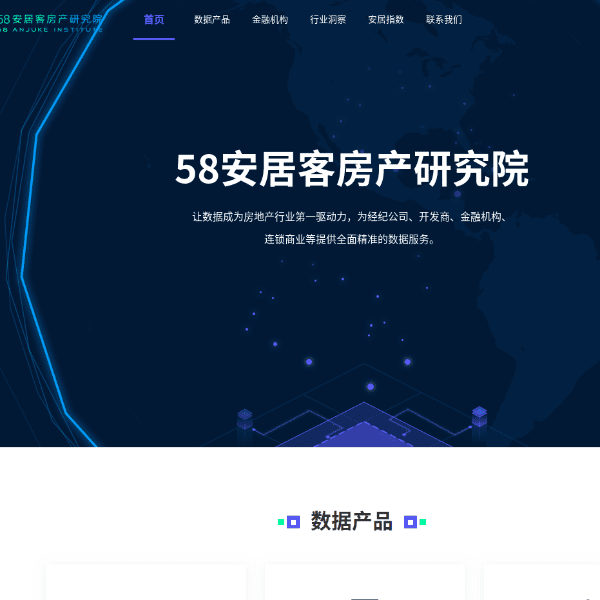 58安居客房产研究院
58 ANJUKE INSTITUTE
首页 数据产品 金融机构 行业洞察 安居指数 联系我们
58安居客房产研究院
让数据成为房地产行业第一驱动力，为经纪公司、开发商、金融机构、
连锁商业等提供全面精准的数据服务。
数据产品